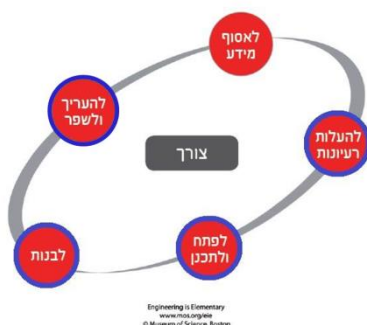 לאסוף
מידע
להעלות
רעיונות
לפתח
ולתכנן
לבנות
להעריך
ולשפר
צורך
Engineering is Elementary
www.mos.org/eie
© Museum of Science, Boston